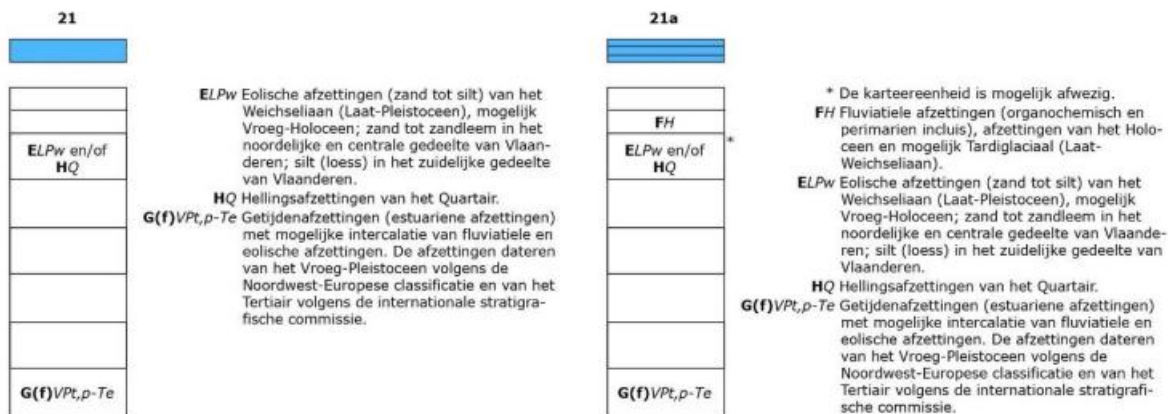 21
ELPw en/of
HQ
G(f)VPt,p-Te
ELPw Eolische afzettingen (zand tot silt) van het
Weichseliaan (Laat-Pleistoceen), mogelijk
Vroeg-Holoceen; zand tot zandleem in het
noordelijke en centrale gedeelte van Vlaan-
deren; silt (loess) in het zuidelijke gedeelte
van Vlaanderen.
HQ Hellingsafzettingen van het Quartair.
G(f)VPt,p-Te Getijdenafzettingen (estuariene afzettingen)
met mogelijke intercalatie van fluviatiele en
eolische afzettingen. De afzettingen dateren
van het Vroeg-Pleistoceen volgens de
Noordwest-Europese classificatie en van het
Tertiair volgens de internationale stratigra-
fische commissie.
21a
FH
ELPw en/of
HQ
*
G(f)VPt,p-Te
* De karteereenheid is mogelijk afwezig.
FH Fluviatiele afzettingen (organochemisch en
perimarien incluis), afzettingen van het Holo-
ceen en mogelijk Tardiglaciaal (Laat-
Weichseliaan).
ELPw Eolische afzettingen (zand tot silt) van het
Weichseliaan (Laat-Pleistoceen), mogelijk
Vroeg-Holoceen; zand tot zandleem in het
noordelijke en centrale gedeelte van Vlaande-
ren; silt (loess) in het zuidelijke gedeelte van
Vlaanderen.
HQ Hellingsafzettingen van het Quartair.
G(f)VPt,p-Te Getijdenafzettingen (estuariene afzettingen)
met mogelijke intercalatie van fluviatiele en
eolische afzettingen. De afzettingen dateren
van het Vroeg-Pleistoceen volgens de
Noordwest-Europese classificatie en van het
Tertiair volgens de internationale stratigrafi-
sche commissie.